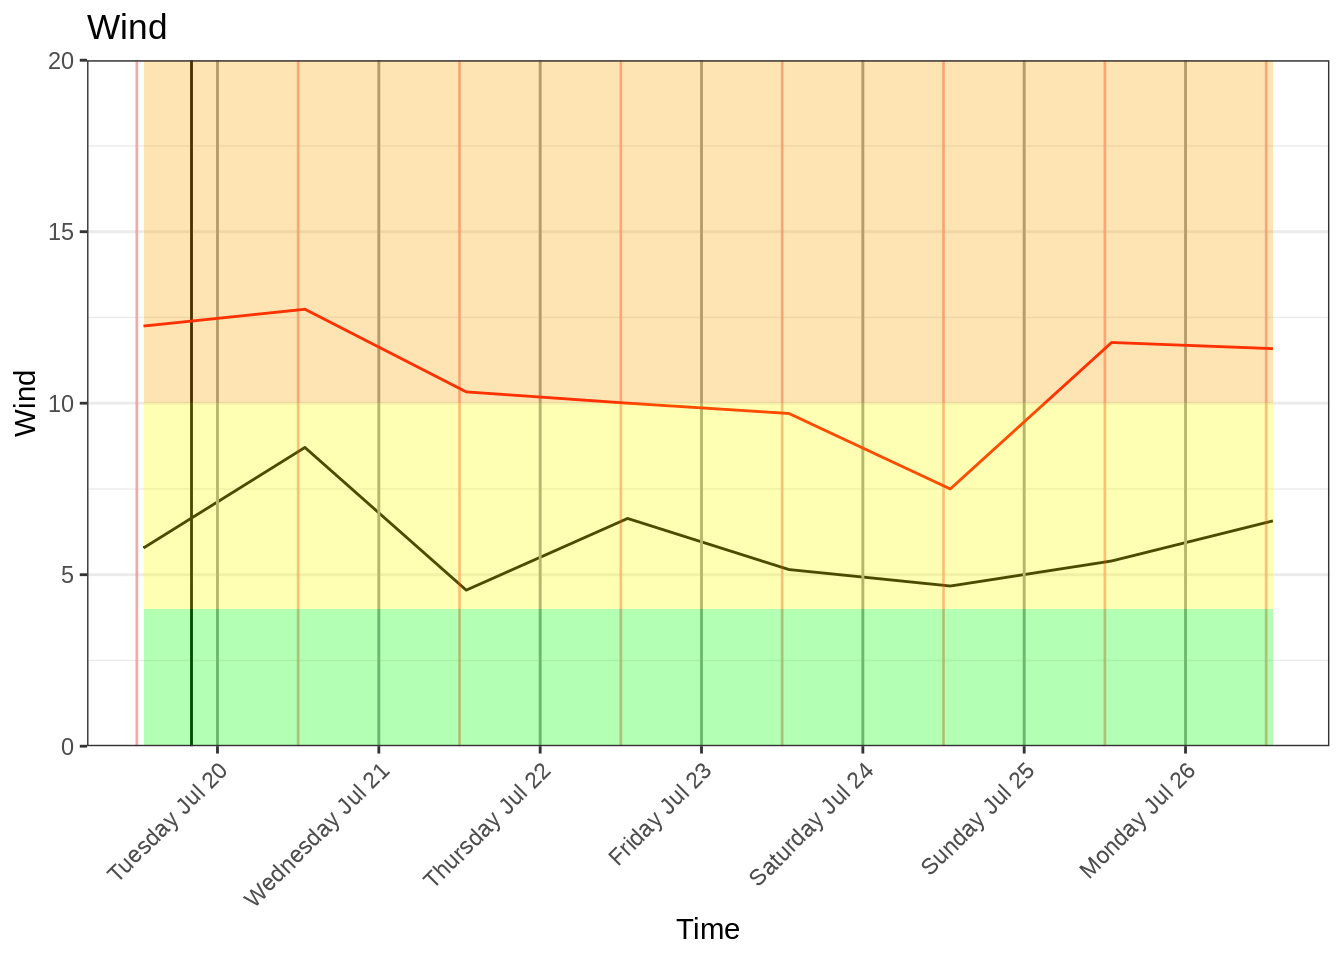 Wind
20
15
10
5
0
Wind
Tuesday Jul 20
Wednesday Jul 21
Thursday Jul 22
Friday Jul 23
Saturday Jul 24
Sunday Jul 25
Monday Jul 26
Time